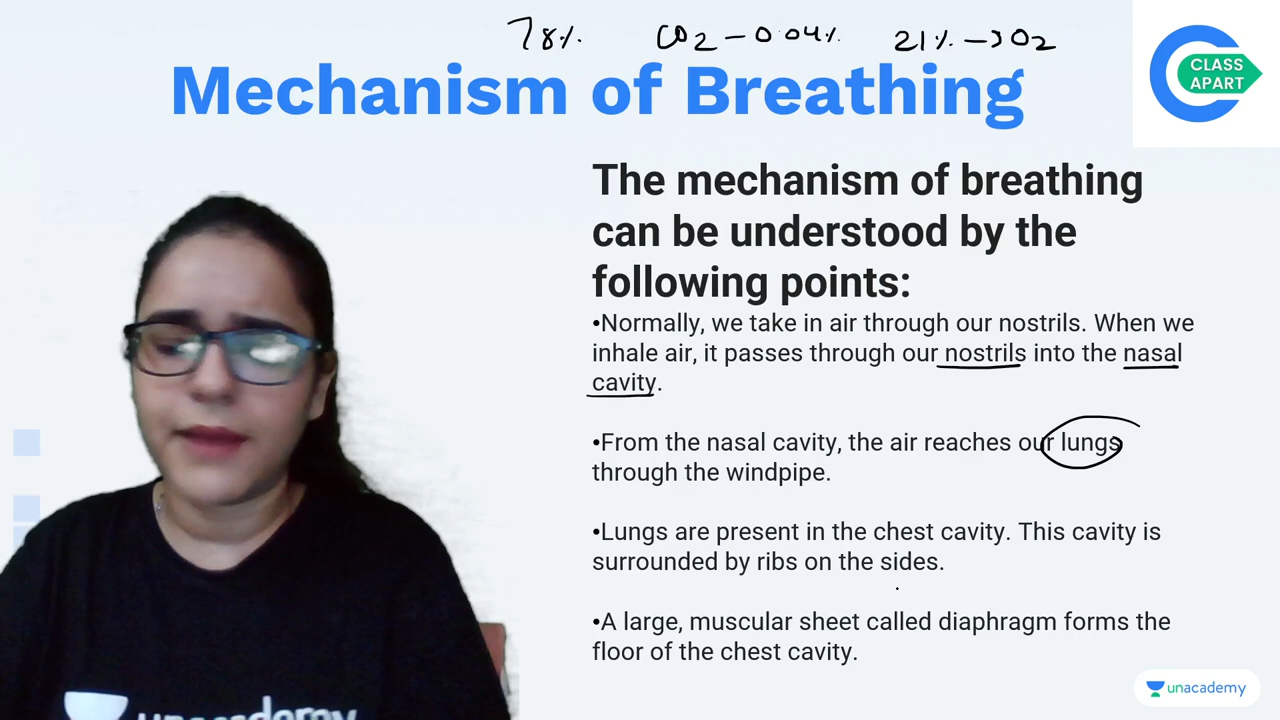 78% CO2 – 0.04% 21% → O2
CLASS
APART
Mechanism of Breathing
The mechanism of breathing
can be understood by the
following points:
•Normally, we take in air through our nostrils. When we
inhale air, it passes through our nostrils into the nasal
cavity.
•From the nasal cavity, the air reaches our lungs
through the windpipe.
•Lungs are present in the chest cavity. This cavity is
surrounded by ribs on the sides.
•A large, muscular sheet called diaphragm forms the
floor of the chest cavity.
unacademy
unacademy